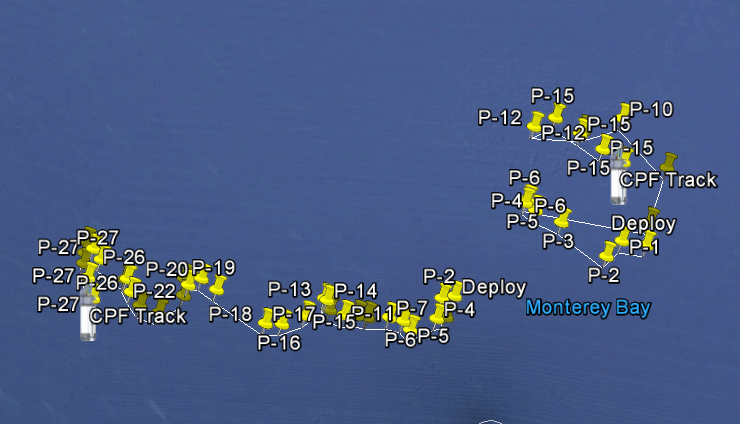 P-15
P-10
P-12
P-12
P-15
P-15
P-15
CPF Track
P-6
P-4
P-6
P-5
Deploy
P-3
P-1
P-2
Monterey Bay
P-27
P-27
P-26
P-27
P-26
P-20
P-19
P-22
P-27
CPF Track
P-18
P-13
P-14
P-2
Deploy
P-17
P-15
P-11
P-7
P-4
P-16
P-6
P-5